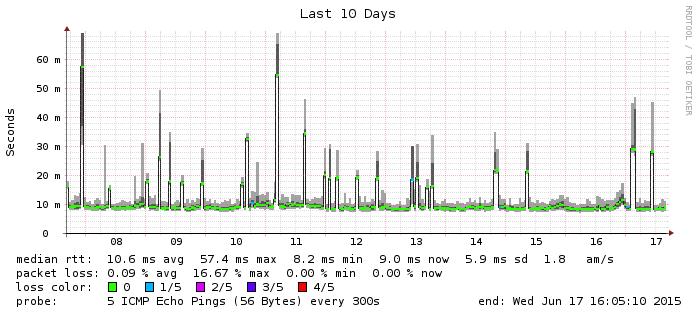 Last 10 Days
RRDTOOL / TOBI OETIKER
Seconds
60 m
50 m
40 m
30 m
20 m
10 m
0
08 09 10 11 12 13 14 15 16 17
median rtt: 10.6 ms avg 57.4 ms max 8.2 ms min 9.0 ms now 5.9 ms sd 1.8 am/s
packet loss: 0.09 % avg 16.67 % max 0.00 % min 0.00 % now
loss color: 0 1/5 2/5 3/5 4/5
probe: 5 ICMP Echo Pings (56 Bytes) every 300s end: Wed Jun 17 16:05:10 2015